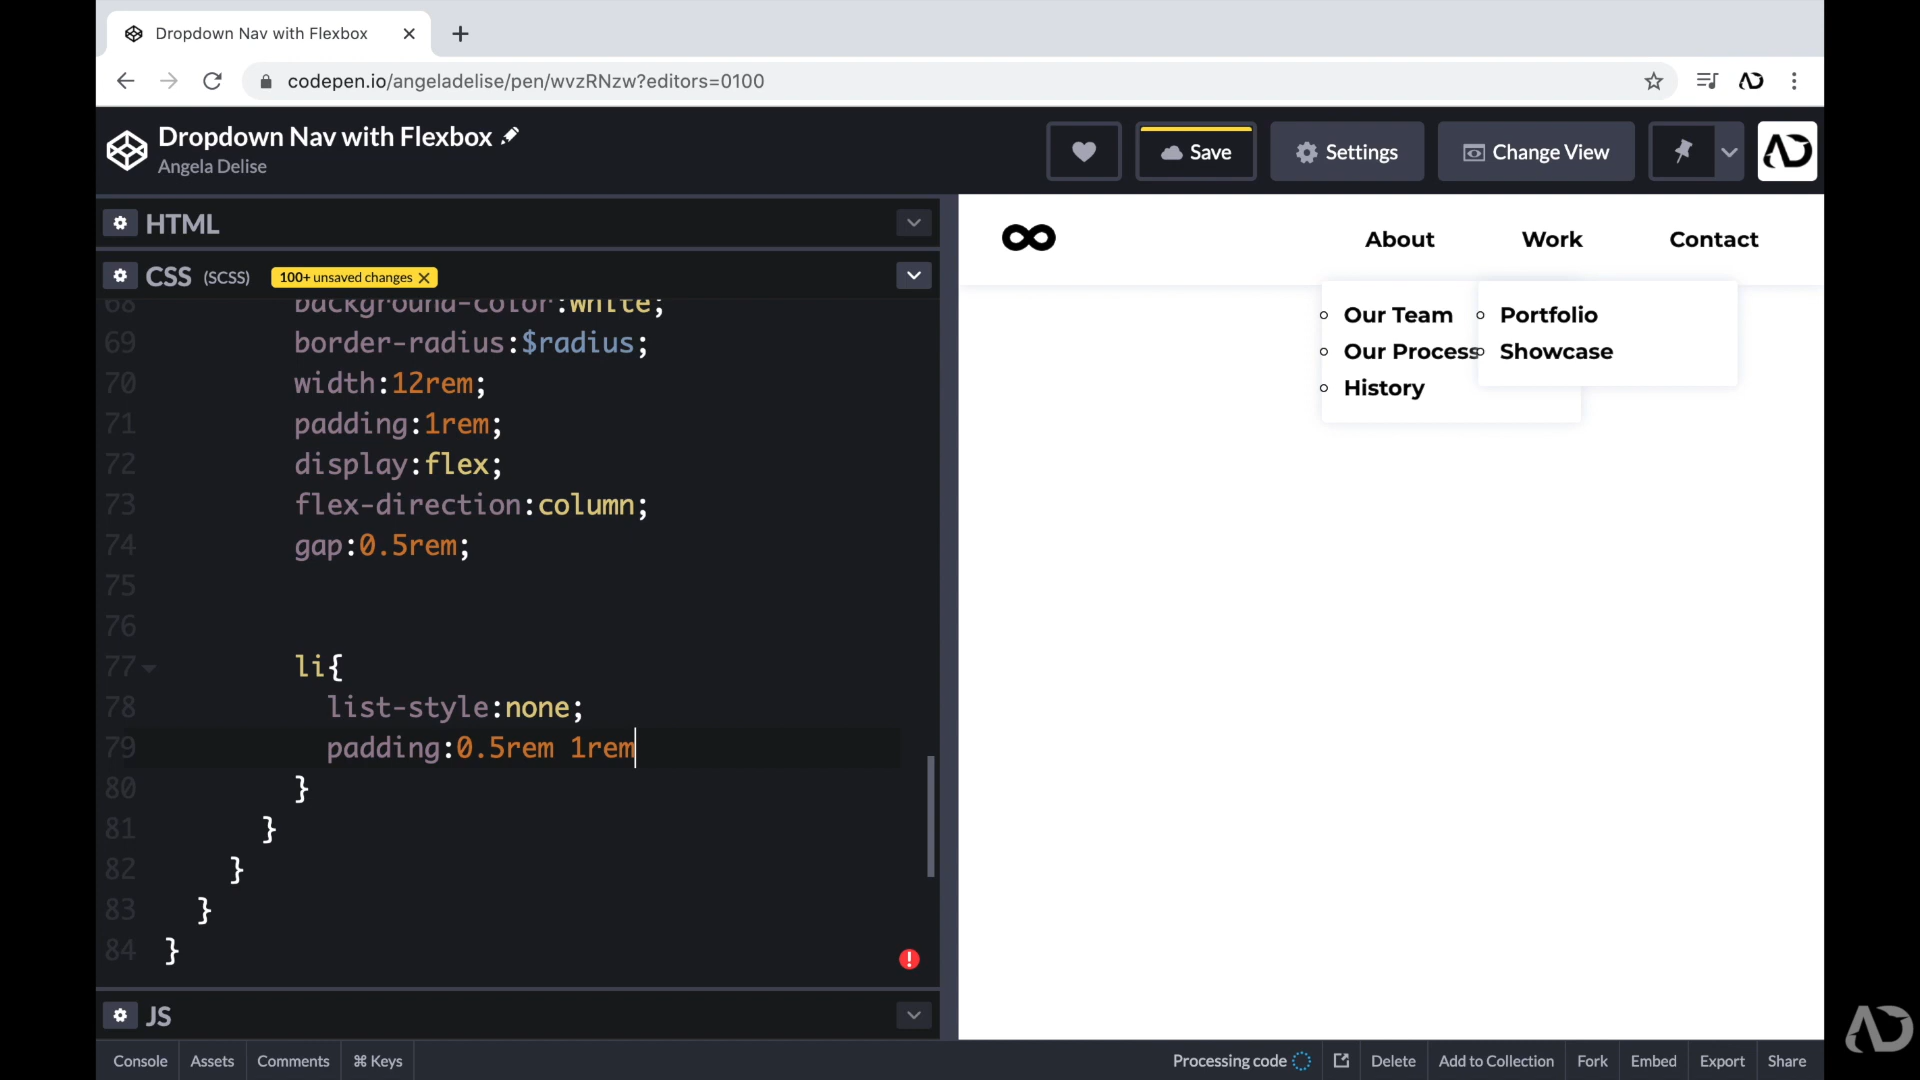 Dropdown Nav with Flexbox
codepen.io/angeladelise/pen/wvzRNzw?editors=0100
Dropdown Nav with Flexbox
Angela Delise
Save
Settings
Change View
HTML
CSS (SCSS) 100+ unsaved changes
68 background-color:white;
69 border-radius:$radius;
70 width:12rem;
71 padding:1rem;
72 display:flex;
73 flex-direction:column;
74 gap:0.5rem;
75
76
77 li{
78 list-style:none;
79 padding:0.5rem 1rem
80 }
81 }
82 }
83 }
84 }
JS
About Work Contact
Our Team
Our Process
History
Portfolio
Showcase
Console Assets Comments ⌘ Keys
Processing code Delete Add to Collection Fork Embed Export Share